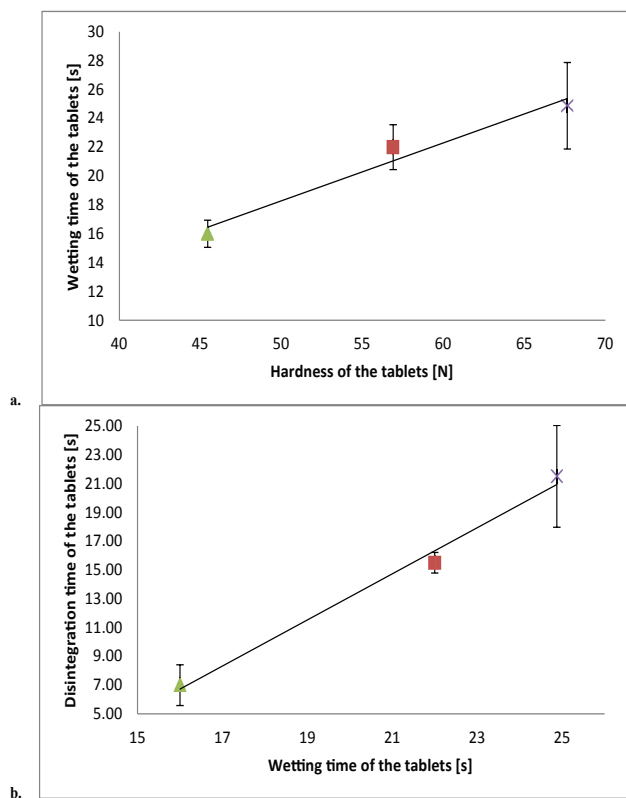 30
28
26
24
22
20
18
16
14
12
10
Wetting time of the tablets [s]
40 45 50 55 60 65 70
Hardness of the tablets [N]
a.
25.00
23.00
21.00
19.00
17.00
15.00
13.00
11.00
9.00
7.00
5.00
Disintegration time of the tablets [s]
15 17 19 21 23 25
Wetting time of the tablets [s]
b.